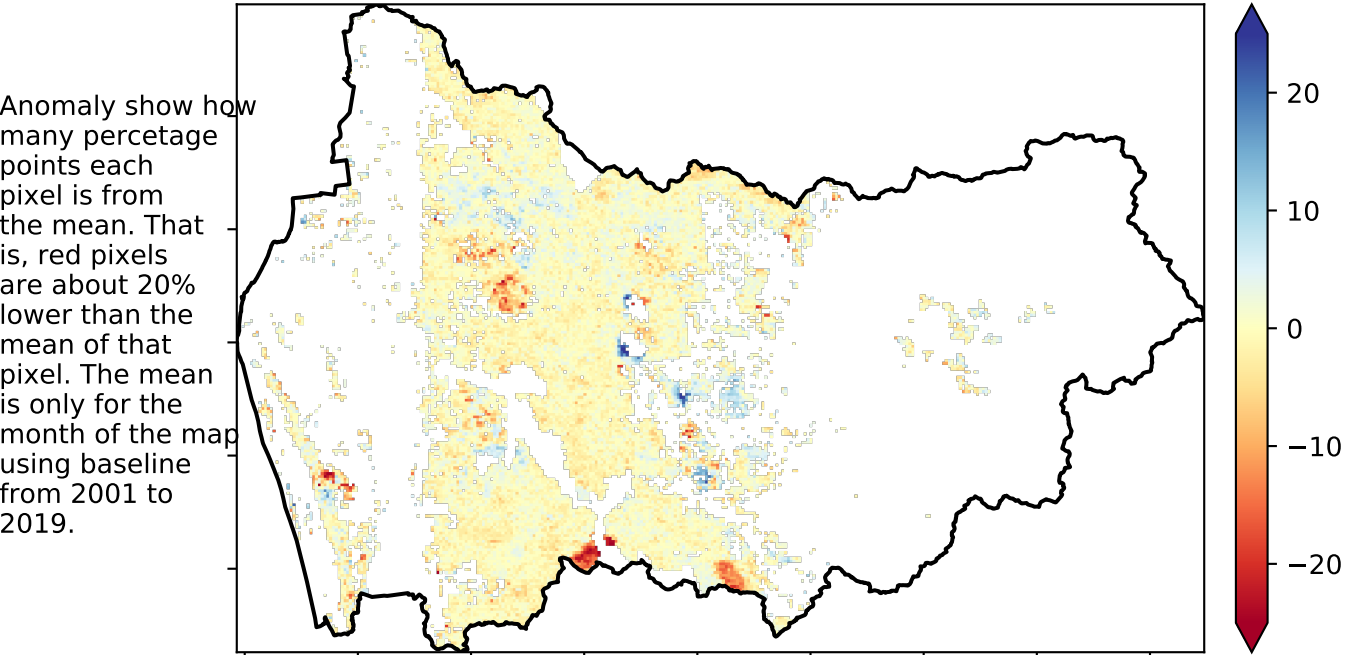 Anomaly show how
many percetage
points each
pixel is from
the mean. That
is, red pixels
are about 20%
lower than the
mean of that
pixel. The mean
is only for the
month of the map
using baseline
from 2001 to
2019.
20
10
0
−10
−20